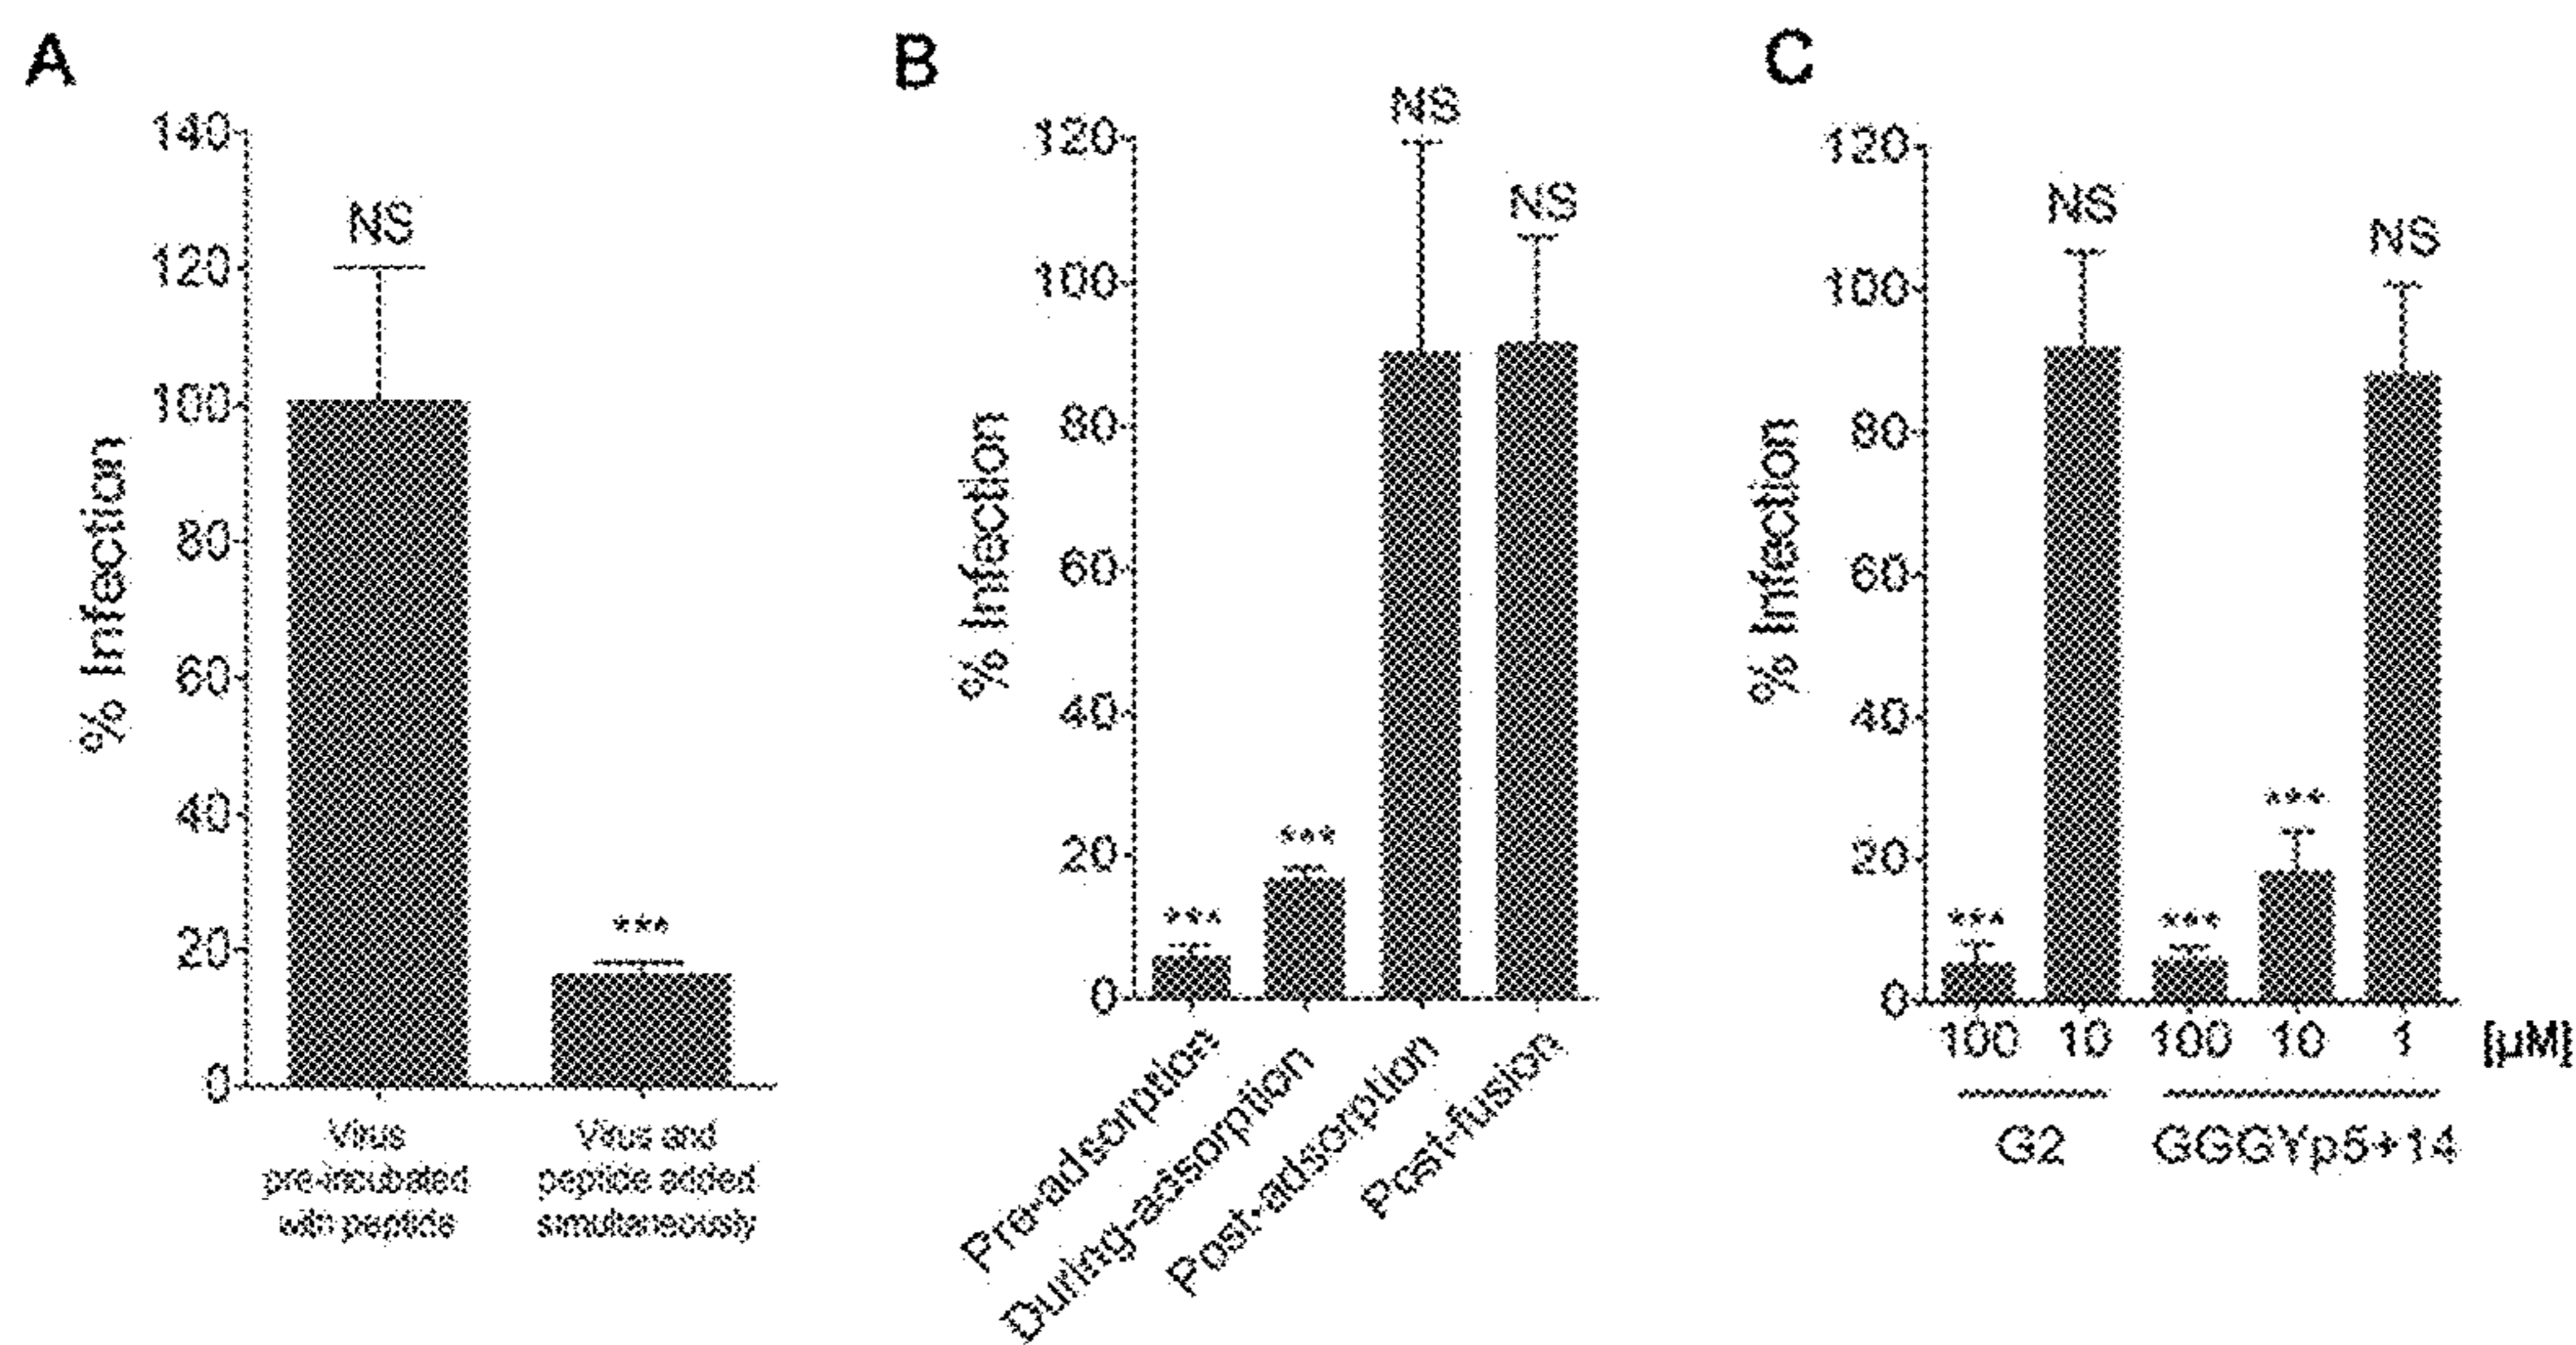 A
% Infection
140
120
100
80
60
40
20
0
NS
***
Virus
pre-incubated
with peptide
Virus and
peptide added
simultaneously
B
% Infection
120
100
80
60
40
20
0
***
***
NS
NS
Pre-adsorption
During-adsorption
Post-adsorption
Post-fusion
C
% Infection
120
100
80
60
40
20
0
***
NS
***
***
NS
100 10 100 10 1 [µM]
G2 GGGYp5+14